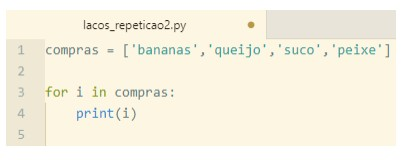 lacos_repeticao2.py
1 compras = ['bananas','queijo','suco','peixe']
2
3 for i in compras:
4     print(i)
5